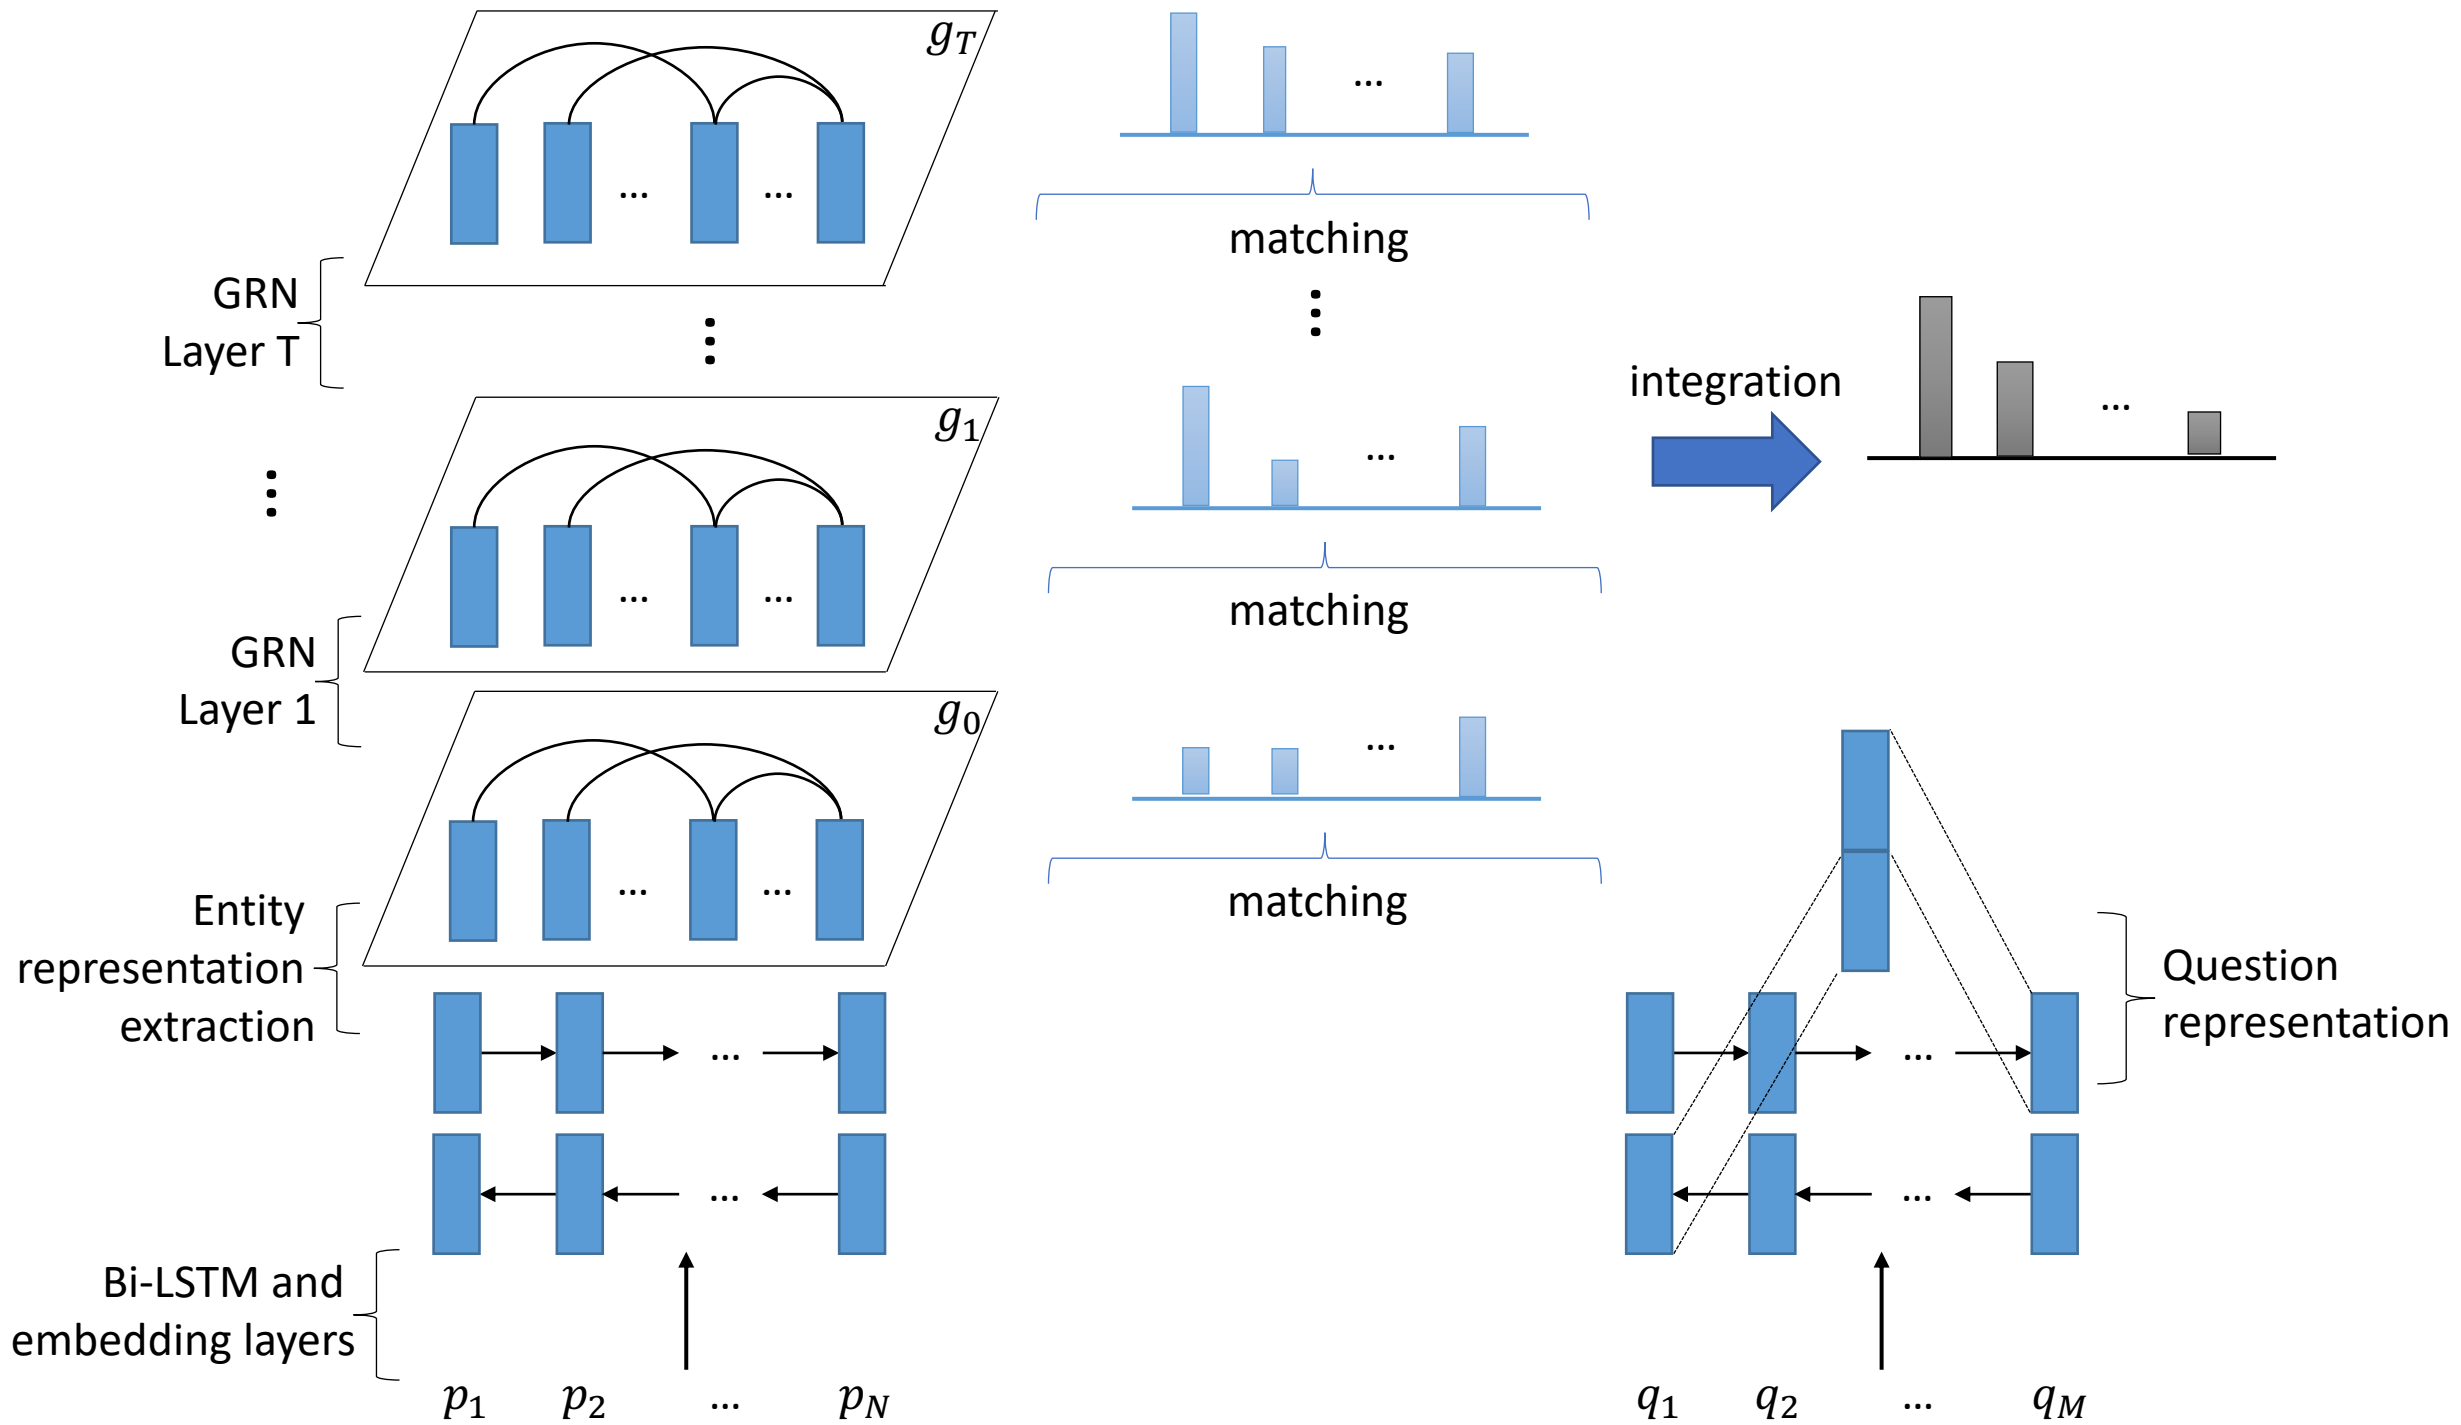 g_T
...
...
...
matching
GRN
Layer T
⋮
⋮
integration
...
g_1
...
⋮
...
...
matching
GRN
Layer 1
g_0
...
...
...
matching
Entity
representation
extraction
Question
representation
...
...
...
...
Bi-LSTM and
embedding layers
p_1 p_2 ... p_N
q_1 q_2 ... q_M